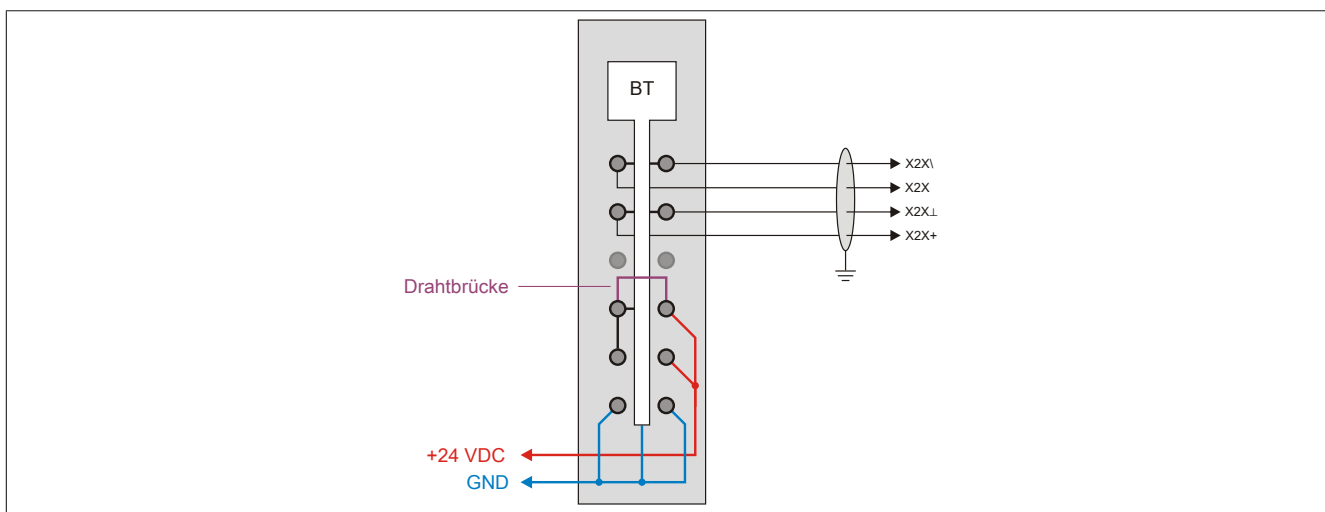 BT
X2X\
X2X
X2X⊥
X2X+
Drahtbrücke
+24 VDC
GND